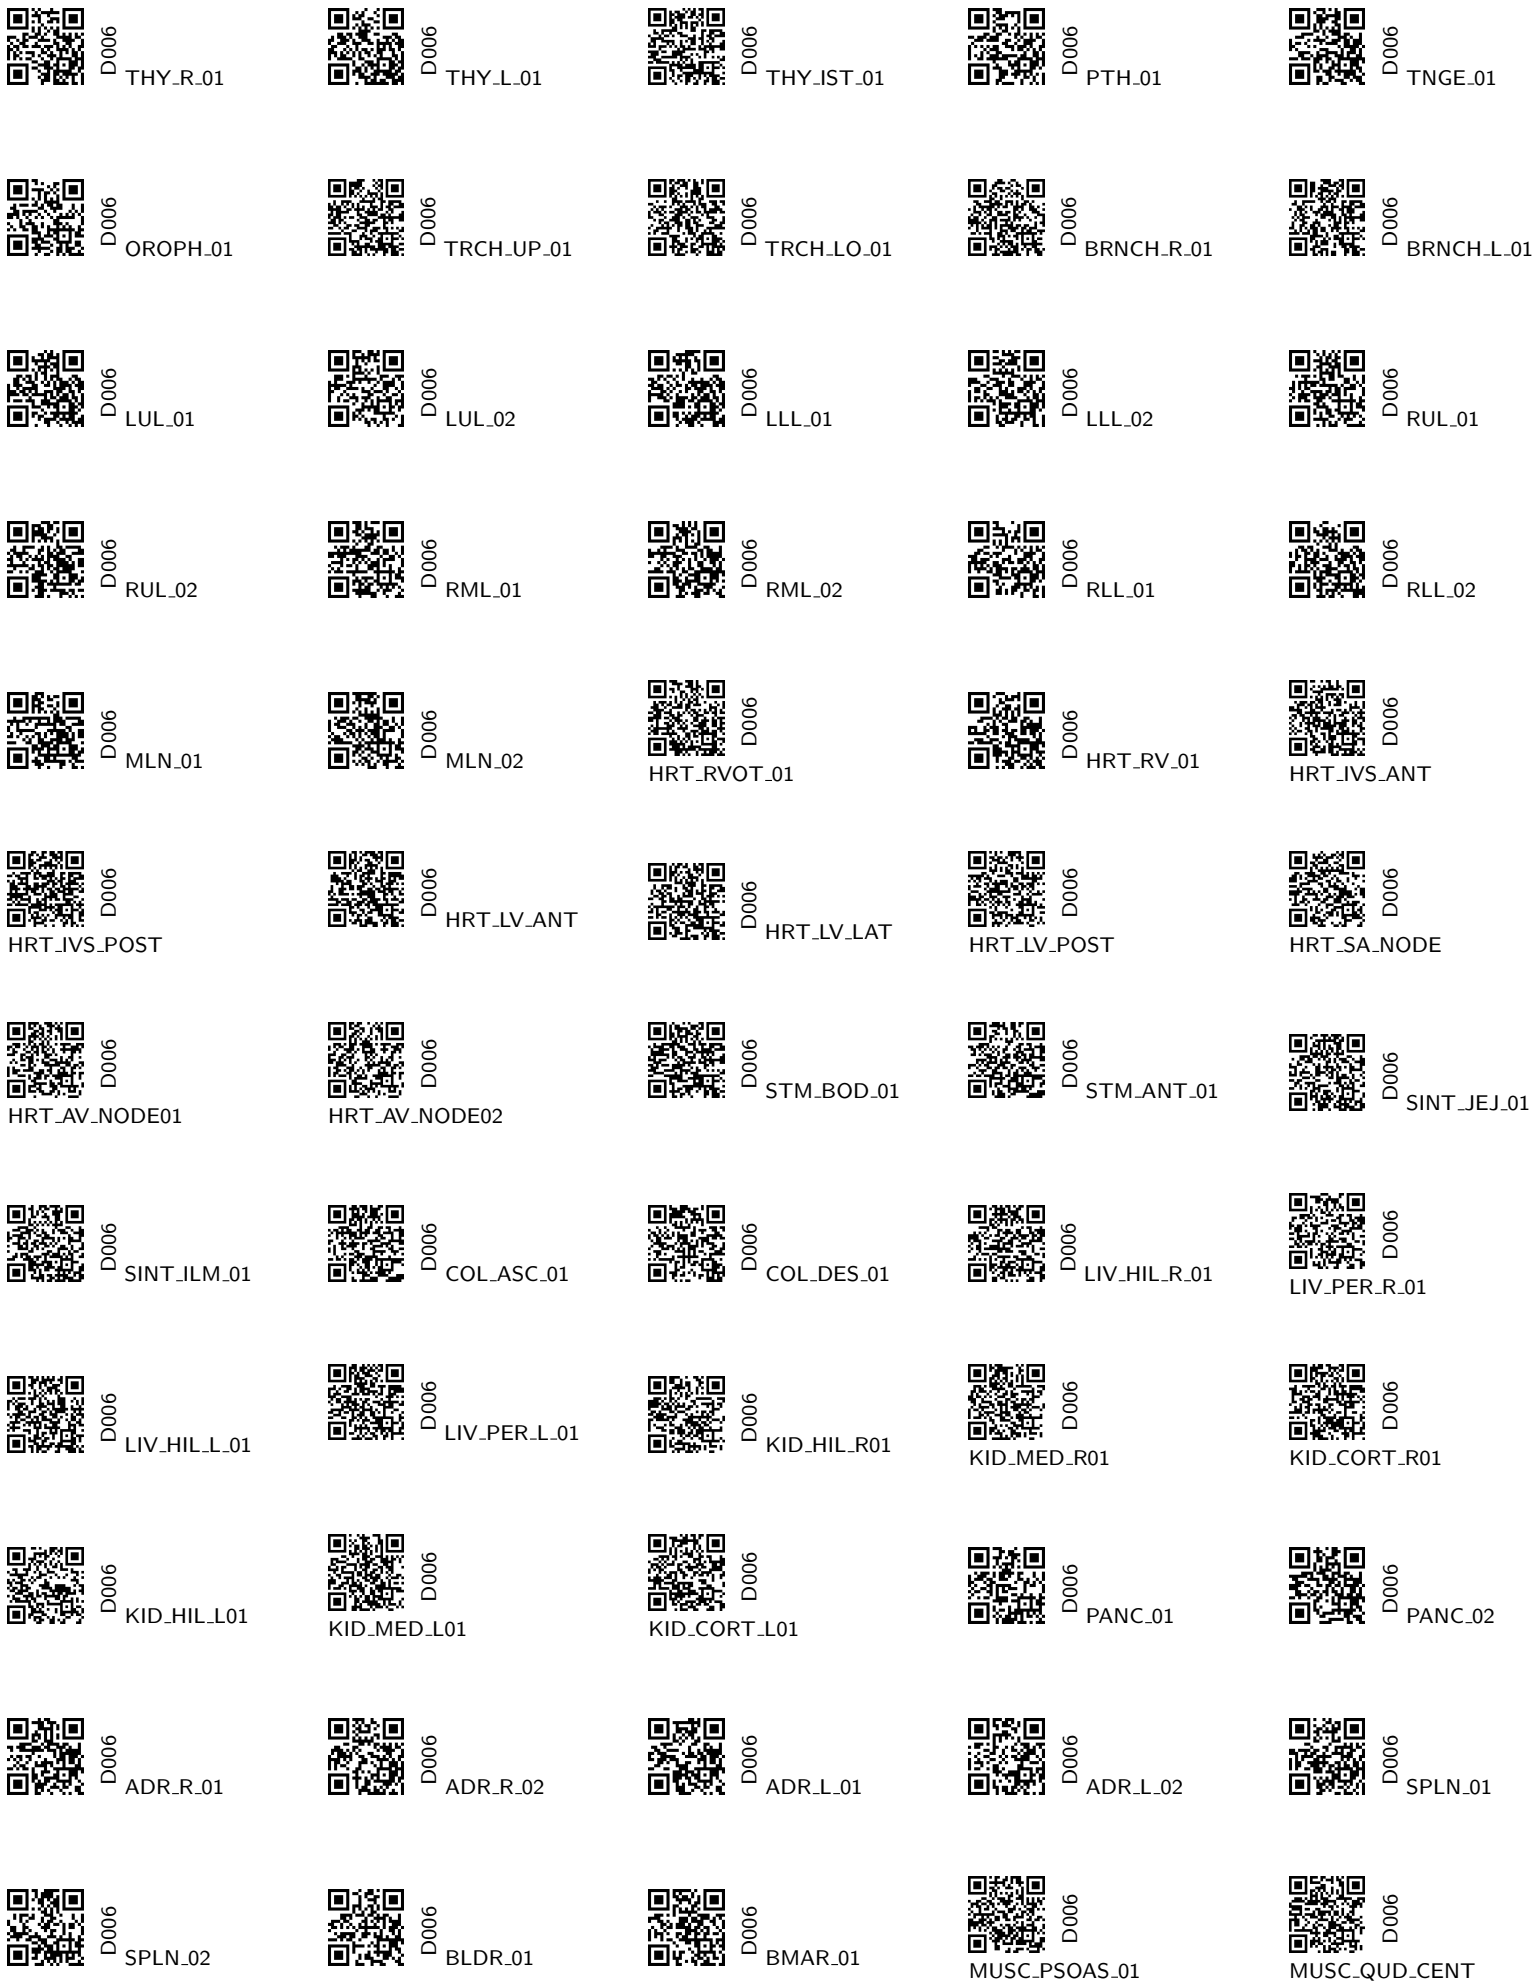 D006 THY_R_01
D006 THY_L_01
D006 THY_IST_01
D006 PTH_01
D006 TNGE_01
D006 OROPH_01
D006 TRCH_UP_01
D006 TRCH_LO_01
D006 BRNCH_R_01
D006 BRNCH_L_01
D006 LUL_01
D006 LUL_02
D006 LLL_01
D006 LLL_02
D006 RUL_01
D006 RUL_02
D006 RML_01
D006 RML_02
D006 RLL_01
D006 RLL_02
D006 MLN_01
D006 MLN_02
D006 HRT_RVOT_01
D006 HRT_RV_01
D006 HRT_IVS_ANT
D006 HRT_IVS_POST
D006 HRT_LV_ANT
D006 HRT_LV_LAT
D006 HRT_LV_POST
D006 HRT_SA_NODE
D006 HRT_AV_NODE01
D006 HRT_AV_NODE02
D006 STM_BOD_01
D006 STM_ANT_01
D006 SINT_JEJ_01
D006 SINT_ILM_01
D006 COL_ASC_01
D006 COL_DES_01
D006 LIV_HIL_R_01
D006 LIV_PER_R_01
D006 LIV_HIL_L_01
D006 LIV_PER_L_01
D006 KID_HIL_R01
D006 KID_MED_R01
D006 KID_CORT_R01
D006 KID_HIL_L01
D006 KID_MED_L01
D006 KID_CORT_L01
D006 PANC_01
D006 PANC_02
D006 ADR_R_01
D006 ADR_R_02
D006 ADR_L_01
D006 ADR_L_02
D006 SPLN_01
D006 SPLN_02
D006 BLDR_01
D006 BMAR_01
D006 MUSC_PSOAS_01
D006 MUSC_QUD_CENT